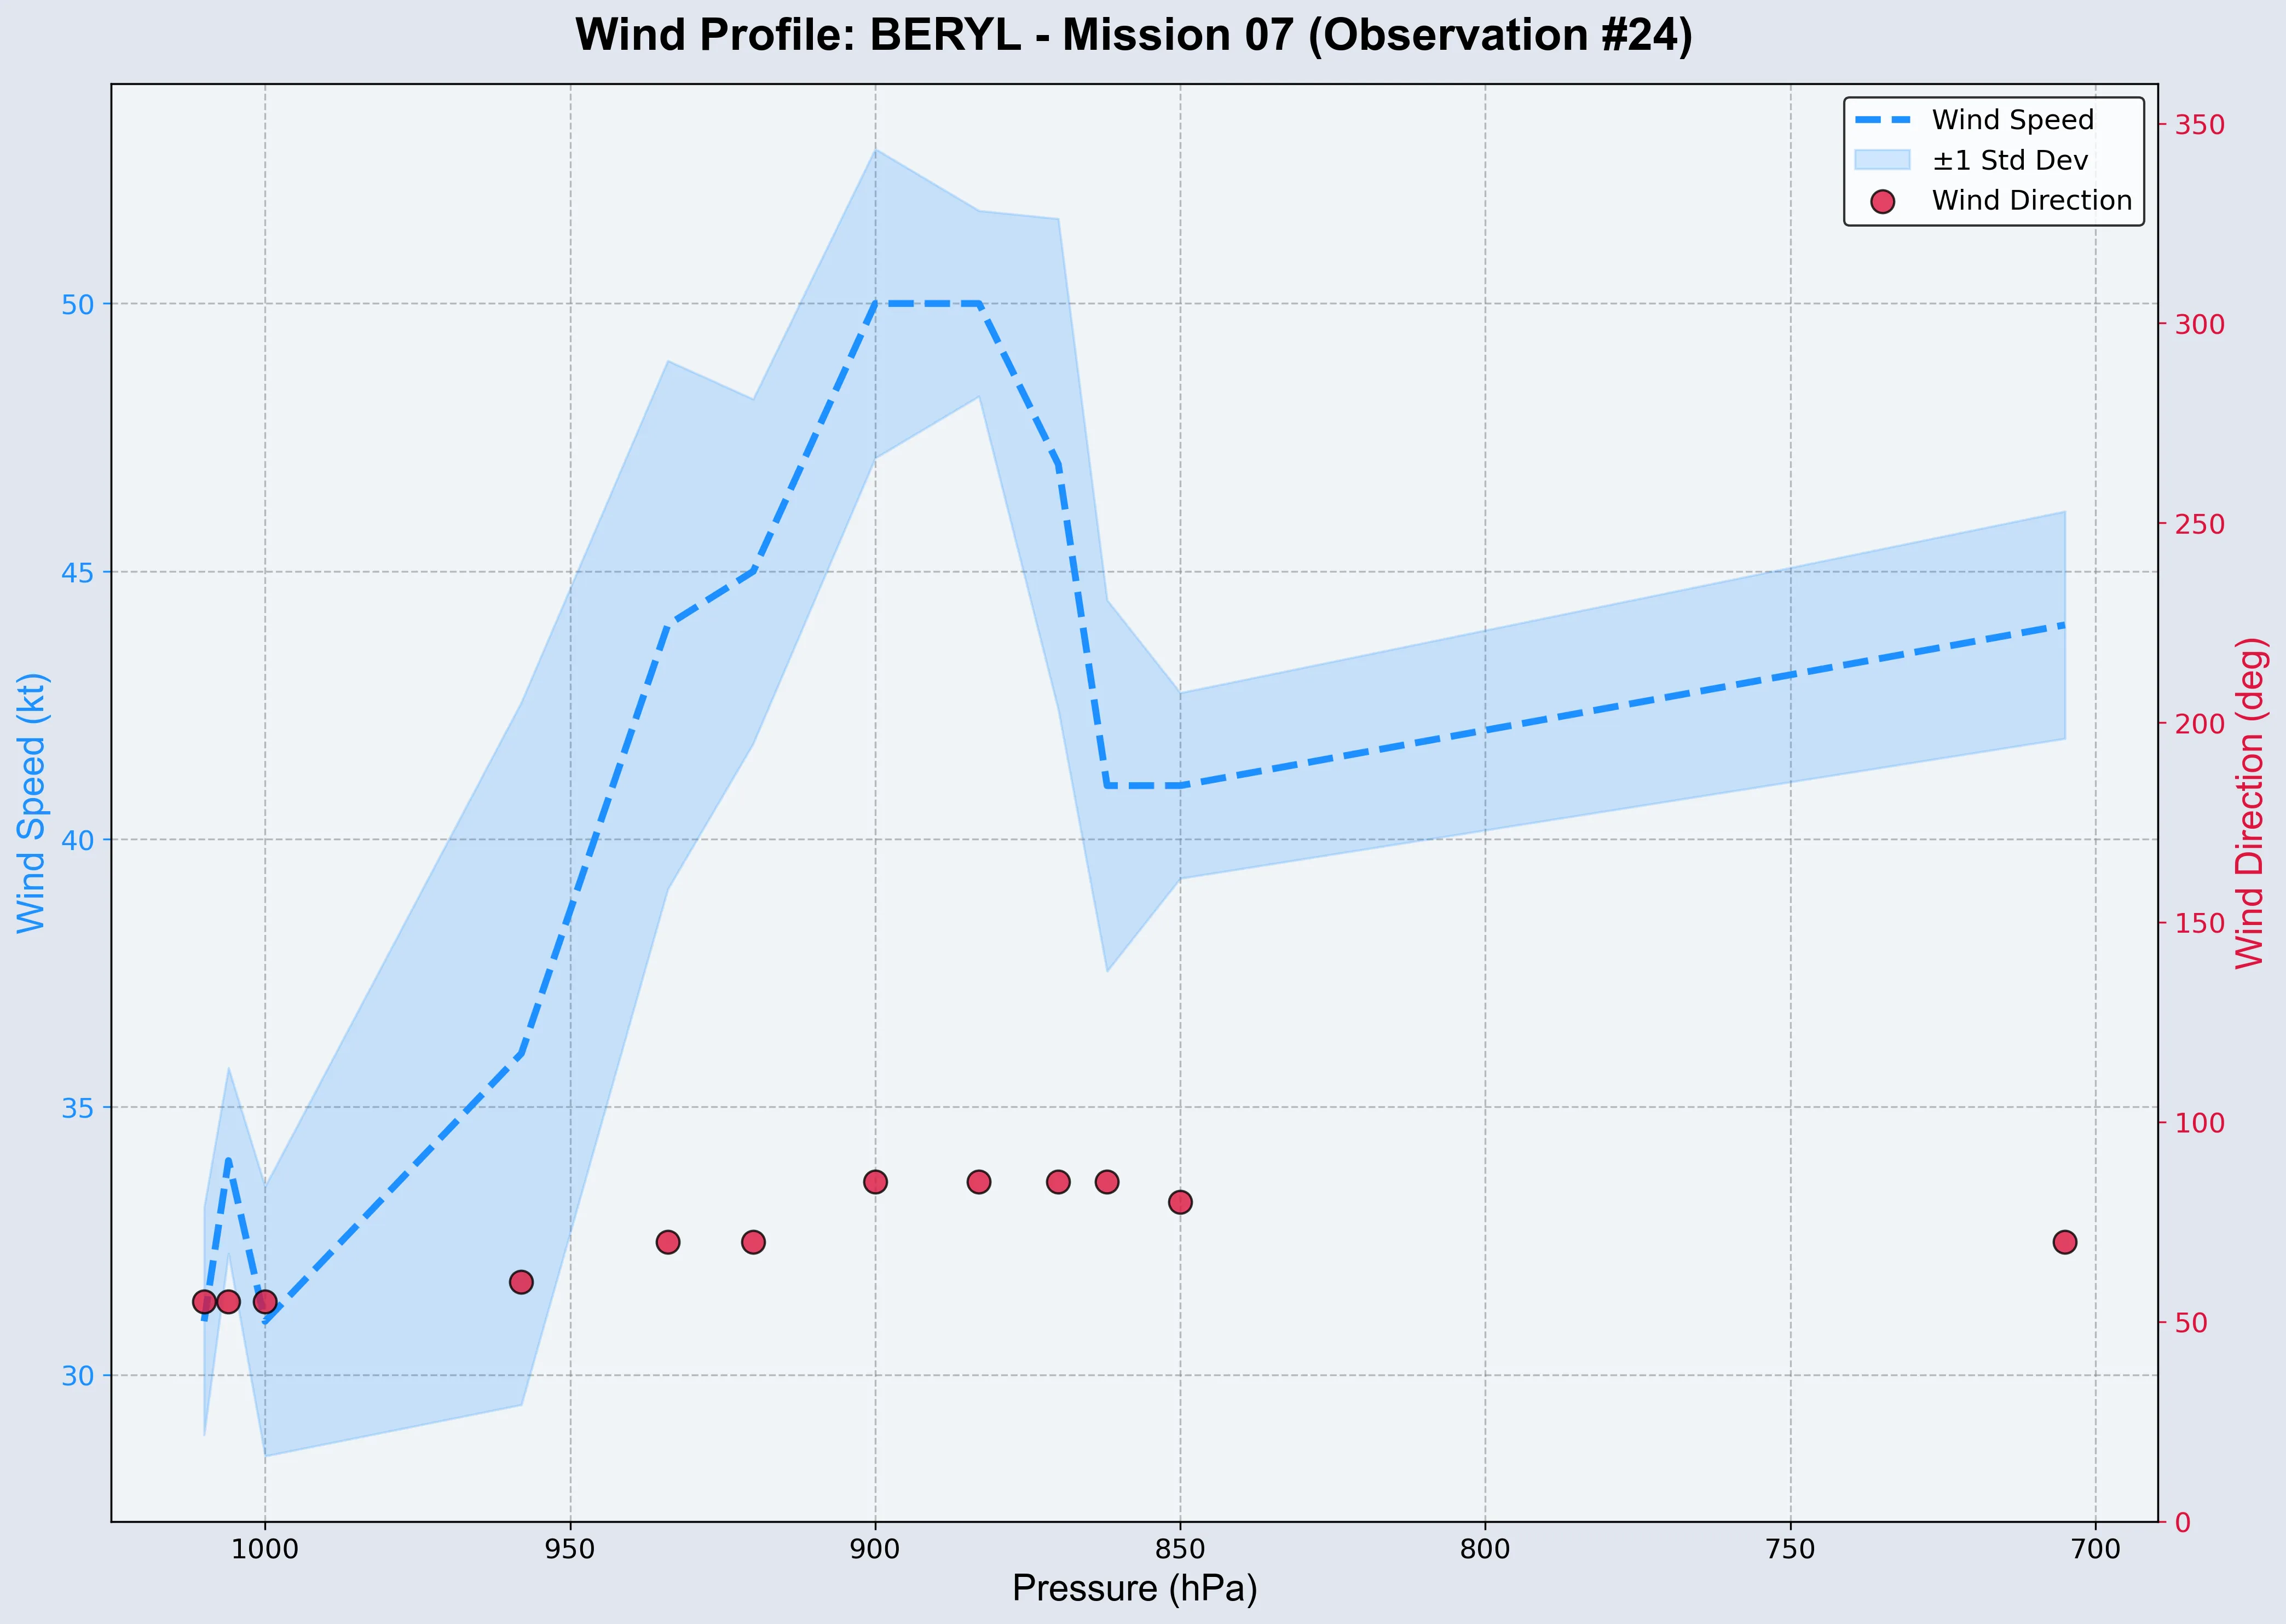 Wind Profile: BERYL - Mission 07 (Observation #24)
Wind Speed
±1 Std Dev
Wind Direction
Wind Speed (kt)
50
45
40
35
30
350
300
250
200
150
100
50
0
Wind Direction (deg)
1000 950 900 850 800 750 700
Pressure (hPa)